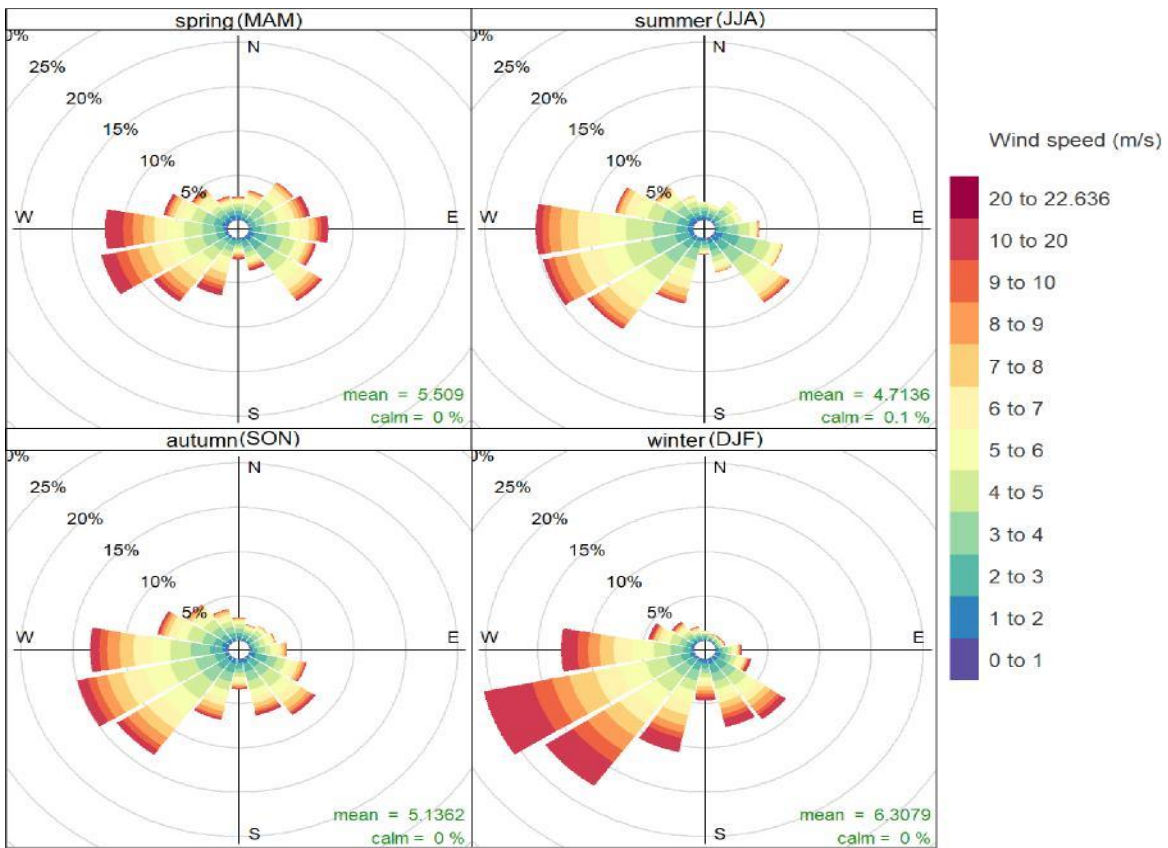 spring (MAM)
0%
25%
20%
15%
10%
5%
N
W
E
S
mean = 5.509
calm = 0 %
summer (JJA)
0%
25%
20%
15%
10%
5%
N
W
E
S
mean = 4.7136
calm = 0.1 %
autumn (SON)
0%
25%
20%
15%
10%
5%
N
W
E
S
mean = 5.1362
calm = 0 %
winter (DJF)
0%
25%
20%
15%
10%
5%
N
W
E
S
mean = 6.3079
calm = 0 %
Wind speed (m/s)
20 to 22.636
10 to 20
9 to 10
8 to 9
7 to 8
6 to 7
5 to 6
4 to 5
3 to 4
2 to 3
1 to 2
0 to 1